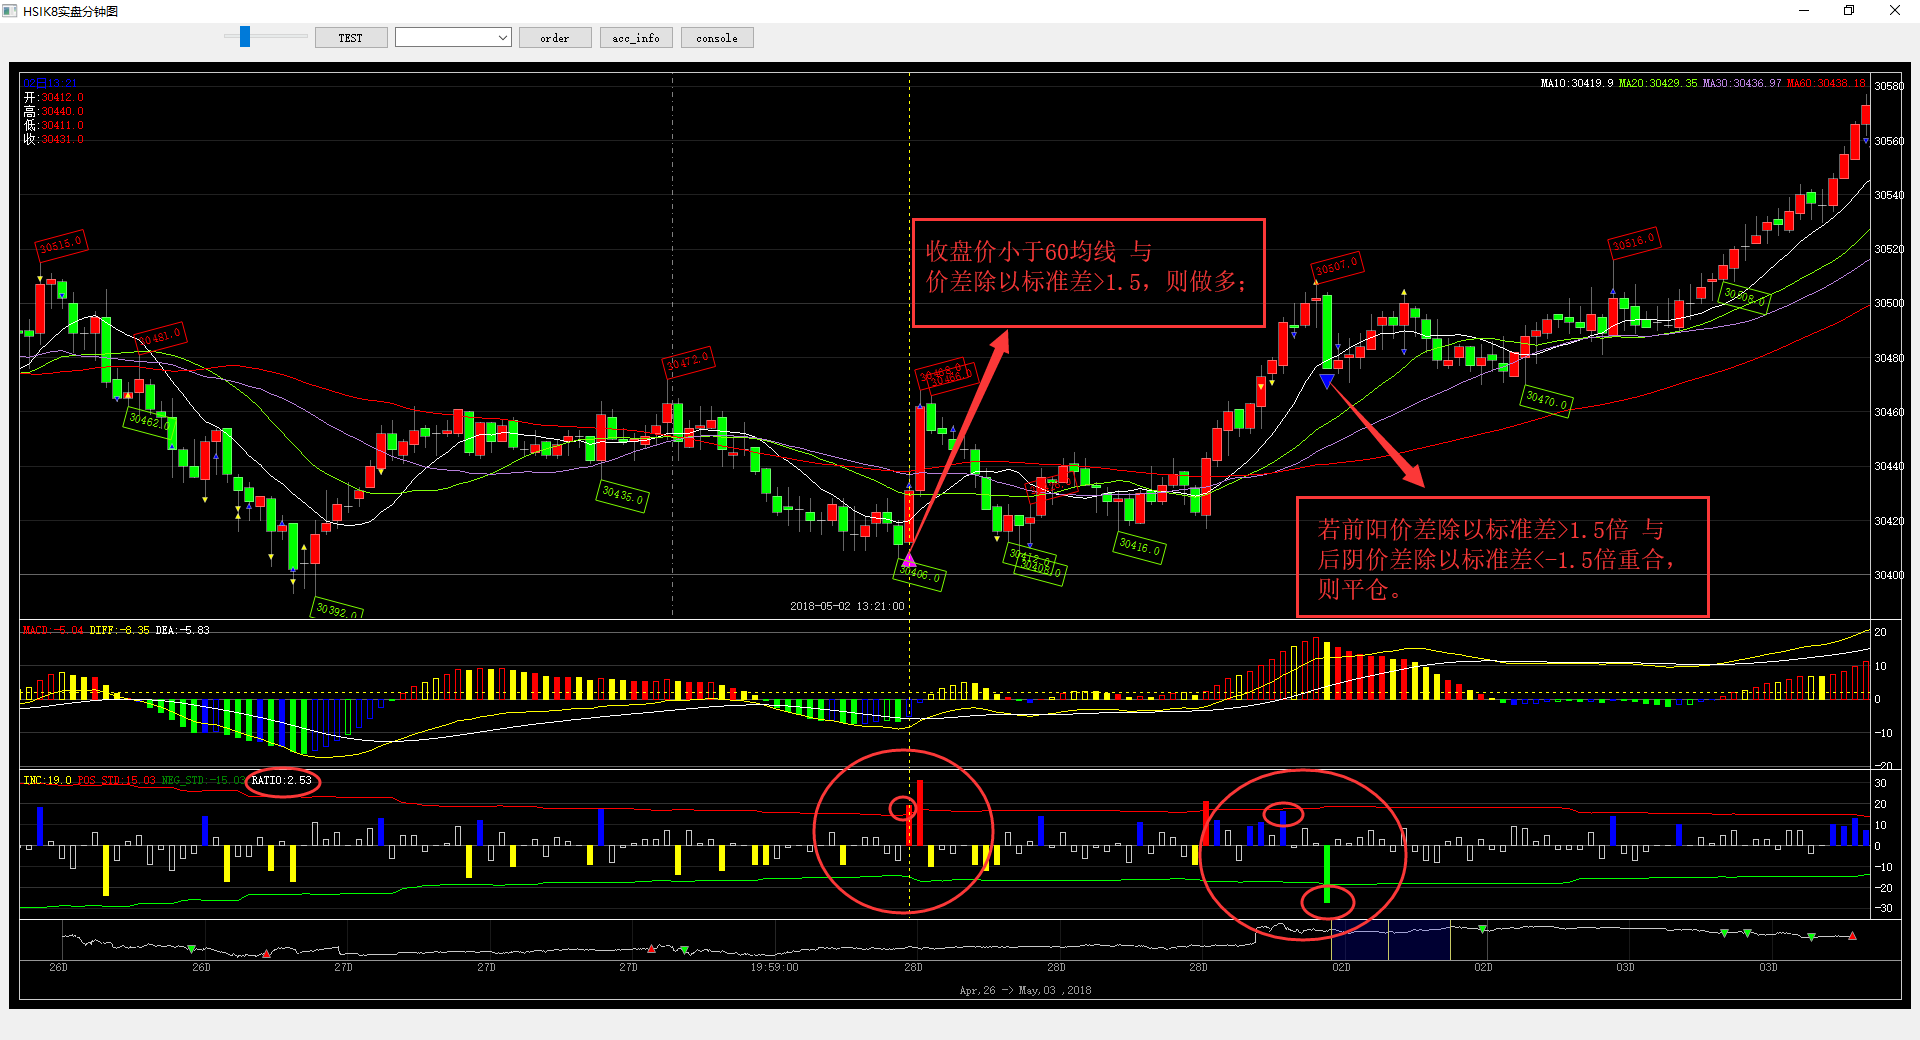 HSIK8实盘分钟图
TEST
order
acc_info
console
02日13:21
开:30412.0
高:30440.0
低:30411.0
收:30431.0
MA10:30419.9 MA20:30429.35 MA30:30436.97 MA60:30438.18
30580
30560
30540
30520
30500
30480
30460
30440
30420
30400
30515.0
30481.0
30462.0
30392.0
30435.0
30472.0
30406.0
30416.0
30507.0
30470.0
30516.0
收盘价小于60均线 与
价差除以标准差>1.5，则做多；
若前阳价差除以标准差>1.5倍 与
后阴价差除以标准差<-1.5倍重合，
则平仓。
2018-05-02 13:21:00
MACD:-5.04 DIFF:-8.35 DEA:-5.83
20
10
0
-10
-20
INC:19.0 POS_STD:15.03 NEG_STD:-15.03 RATIO:2.53
30
20
10
0
-10
-20
-30
26D
26D
27D
27D
27D
19:59:00
28D
28D
28D
02D
02D
03D
03D
Apr,26 -> May,03 ,2018